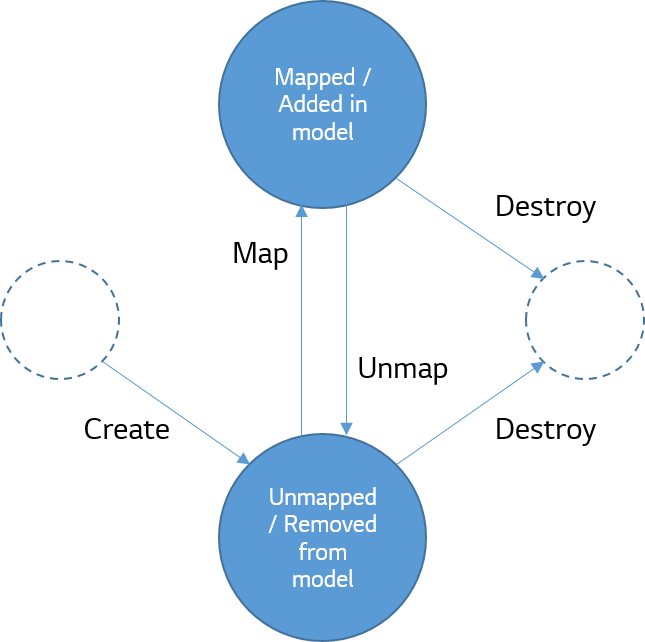 Mapped /
Added in
model
Destroy
Map
Unmap
Create
Destroy
Unmapped
/ Removed
from
model